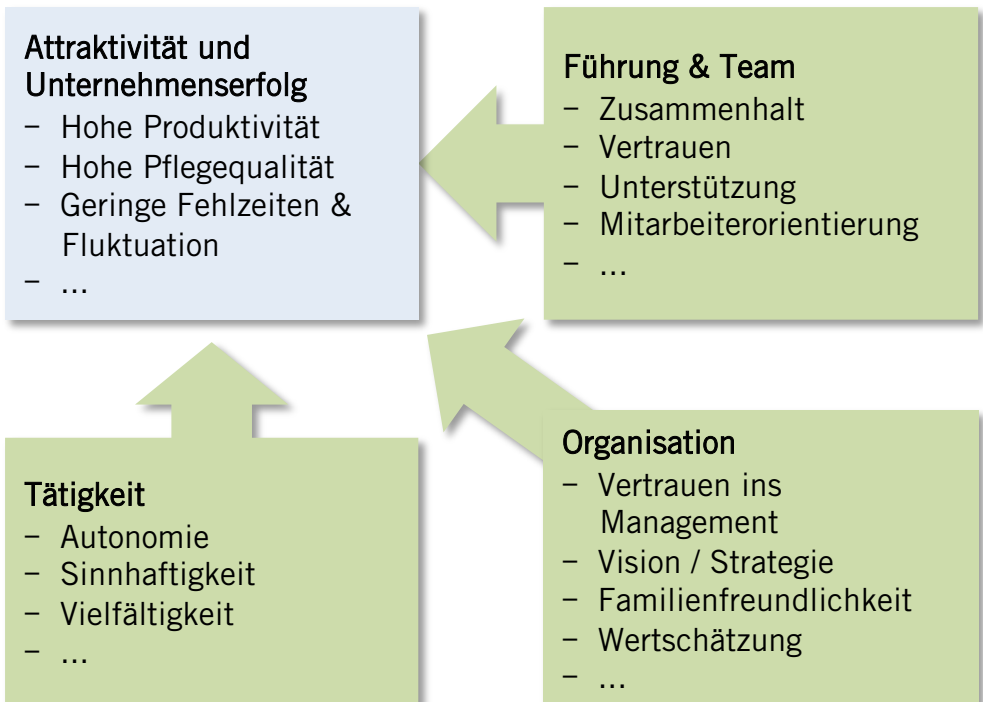 Attraktivität und
Unternehmenserfolg
– Hohe Produktivität
– Hohe Pflegequalität
– Geringe Fehlzeiten &
Fluktuation
– ...
Führung & Team
– Zusammenhalt
– Vertrauen
– Unterstützung
– Mitarbeiterorientierung
– ...
Tätigkeit
– Autonomie
– Sinnhaftigkeit
– Vielfältigkeit
– ...
Organisation
– Vertrauen ins
Management
– Vision / Strategie
– Familienfreundlichkeit
– Wertschätzung
– ...